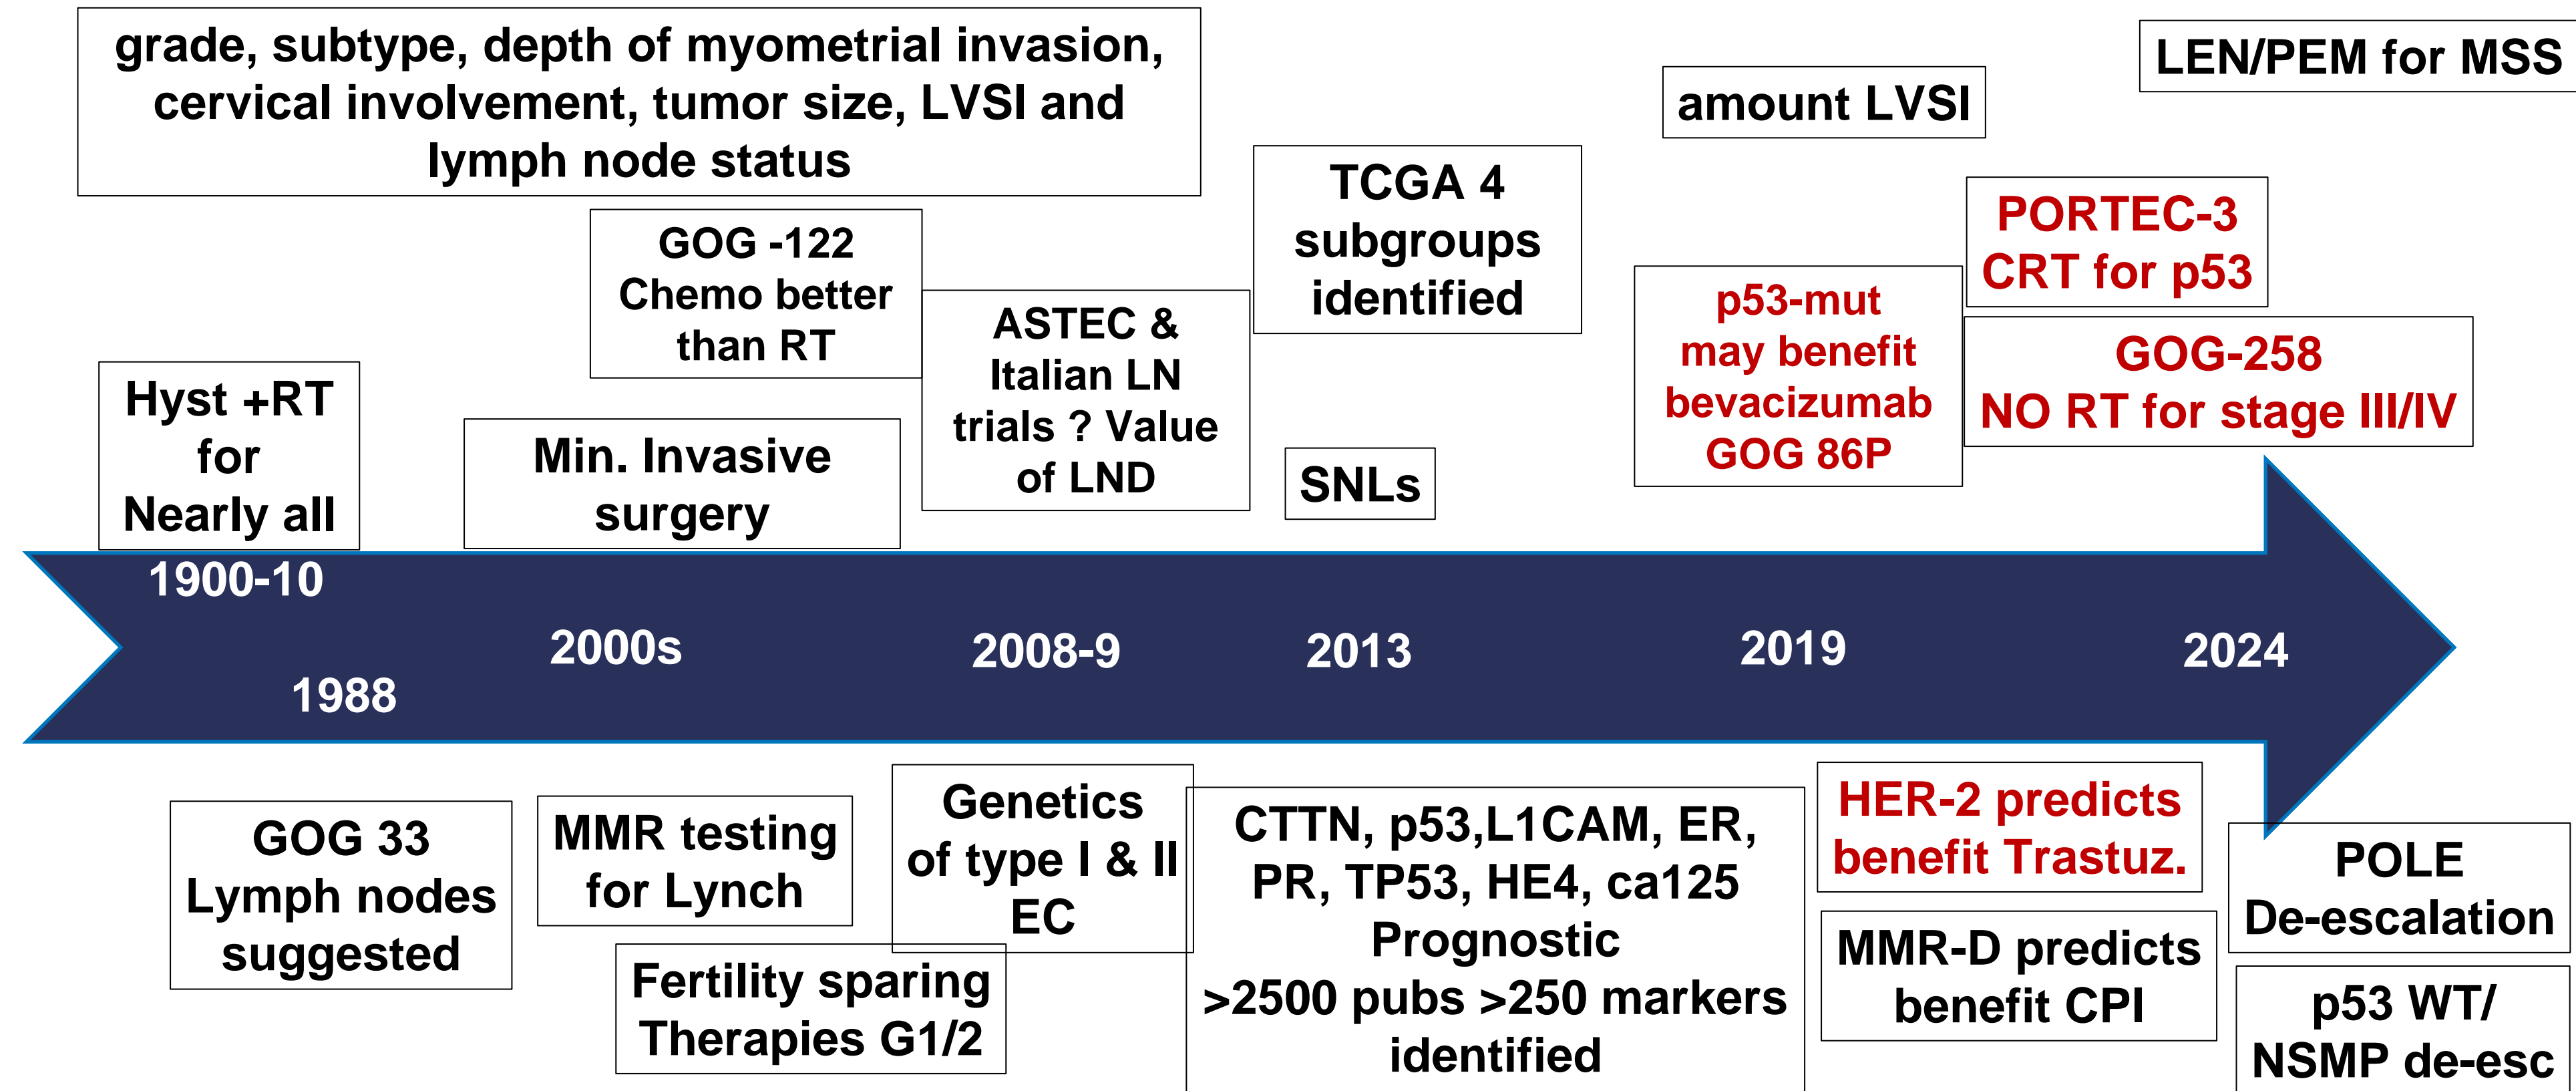 grade, subtype, depth of myometrial invasion,
cervical involvement, tumor size, LVSI and
lymph node status
LEN/PEM for MSS
amount LVSI
TCGA 4
subgroups
identified
PORTEC-3
CRT for p53
GOG -122
Chemo better
than RT
p53-mut
may benefit
bevacizumab
GOG 86P
ASTEC &
Italian LN
trials ? Value
of LND
GOG-258
NO RT for stage III/IV
Hyst +RT
for
Nearly all
Min. Invasive
surgery
SNLs
1900-10
1988
2000s
2008-9
2013
2019
2024
GOG 33
Lymph nodes
suggested
MMR testing
for Lynch
Fertility sparing
Therapies G1/2
Genetics
of type I & II
EC
CTTN, p53,L1CAM, ER,
PR, TP53, HE4, ca125
Prognostic
>2500 pubs >250 markers
identified
HER-2 predicts
benefit Trastuz.
MMR-D predicts
benefit CPI
POLE
De-escalation
p53 WT/
NSMP de-esc